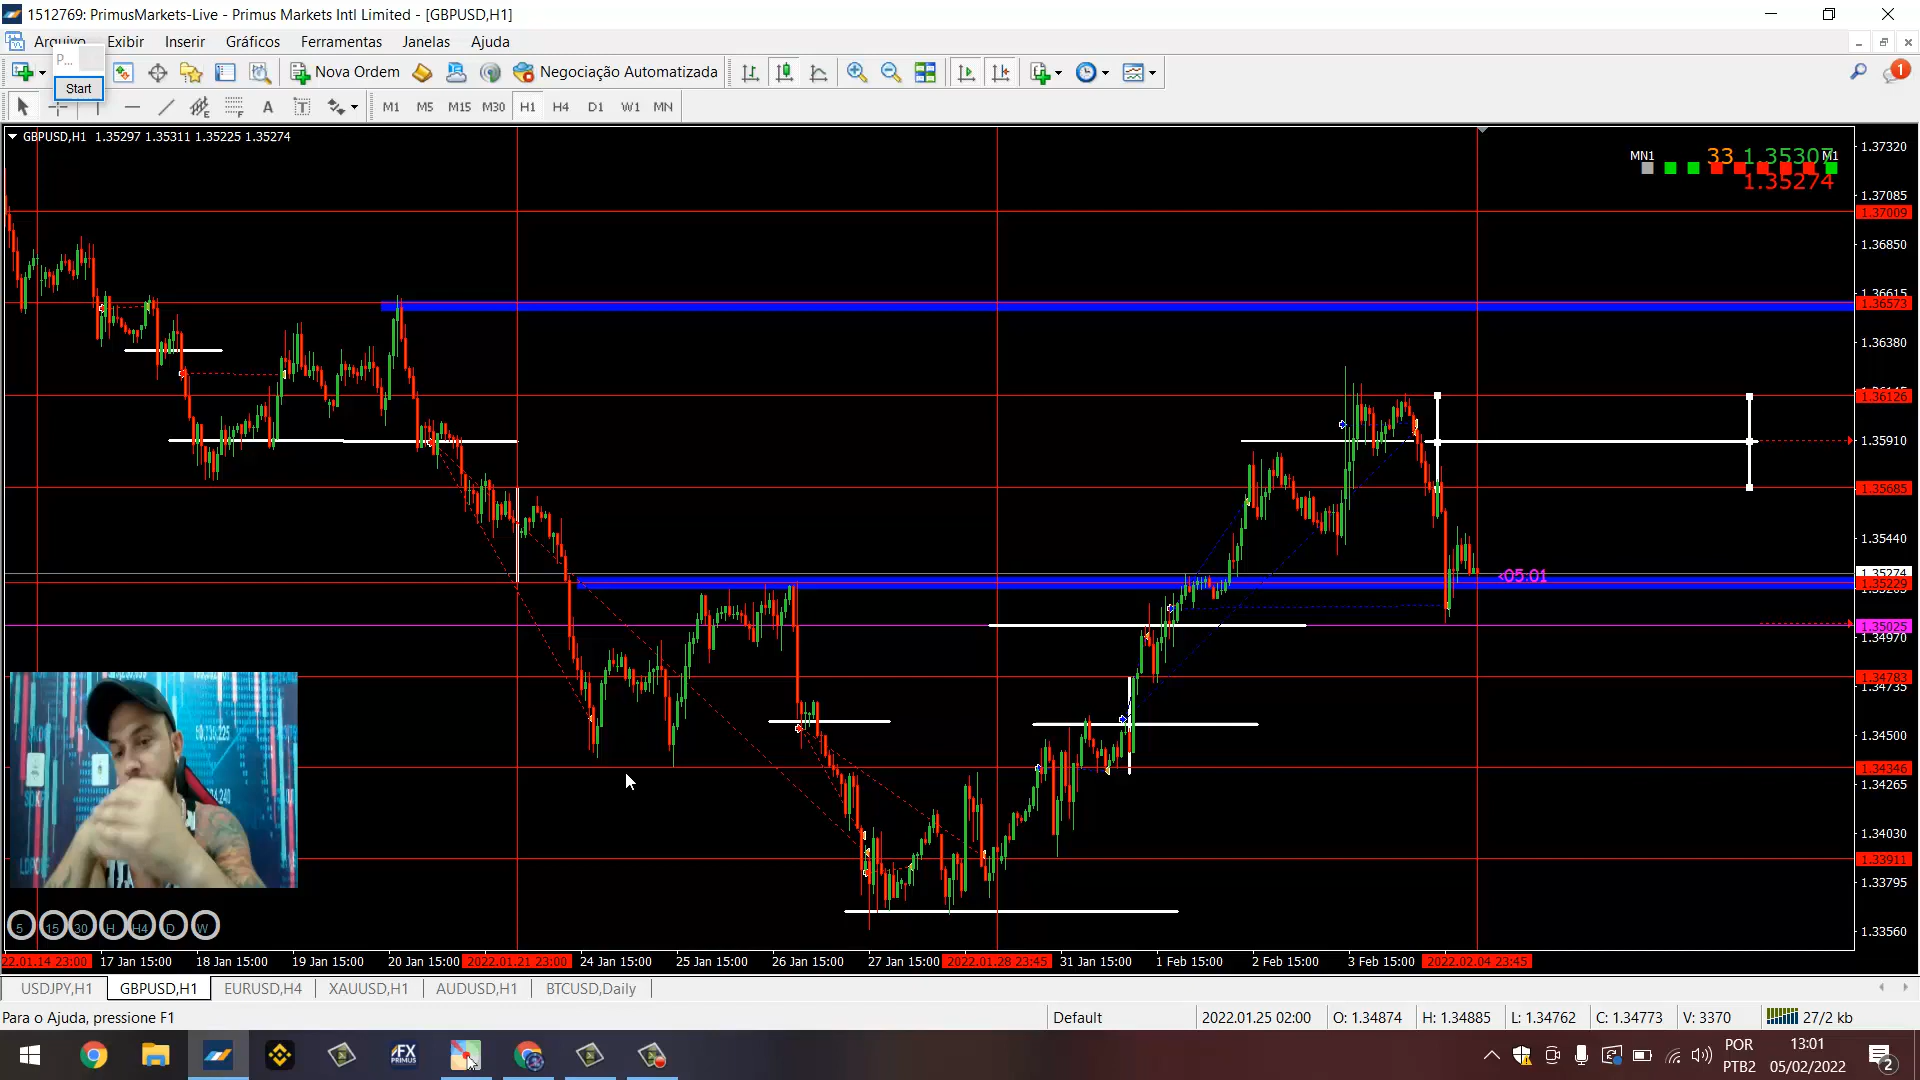 1512769: PrimusMarkets-Live - Primus Markets Intl Limited - [GBPUSD,H1]
Arquivo Exibir Inserir Gráficos Ferramentas Janelas Ajuda
P...
Start
Nova Ordem
Negociação Automatizada
1
A T
M1 M5 M15 M30 H1 H4 D1 W1 MN
GBPUSD,H1 1.35297 1.35311 1.35225 1.35274
MN1 33 1.35307 M1
1.35274
1.37320
1.37085
1.37009
1.36850
1.36615
1.36573
1.36380
1.36126
1.35910
1.35685
1.35440
1.35274
1.35229
<05:01
1.35025
1.34970
1.34783
1.34735
1.34500
1.34346
1.34265
1.34030
1.33911
1.33795
1.33560
5 15 30 H H4 D W
22.01.14 23:00 17 Jan 15:00 18 Jan 15:00 19 Jan 15:00 20 Jan 15:00 2022.01.21 23:00 24 Jan 15:00 25 Jan 15:00 26 Jan 15:00 27 Jan 15:00 2022.01.28 23:45 31 Jan 15:00 1 Feb 15:00 2 Feb 15:00 3 Feb 15:00 2022.02.04 23:45
USDJPY,H1 GBPUSD,H1 EURUSD,H4 XAUUSD,H1 AUDUSD,H1 BTCUSD,Daily
Para o Ajuda, pressione F1
Default
2022.01.25 02:00 O: 1.34874 H: 1.34885 L: 1.34762 C: 1.34773 V: 3370 27/2 kb
FX
PRIMUS
POR
PTB2
13:01
05/02/2022
2